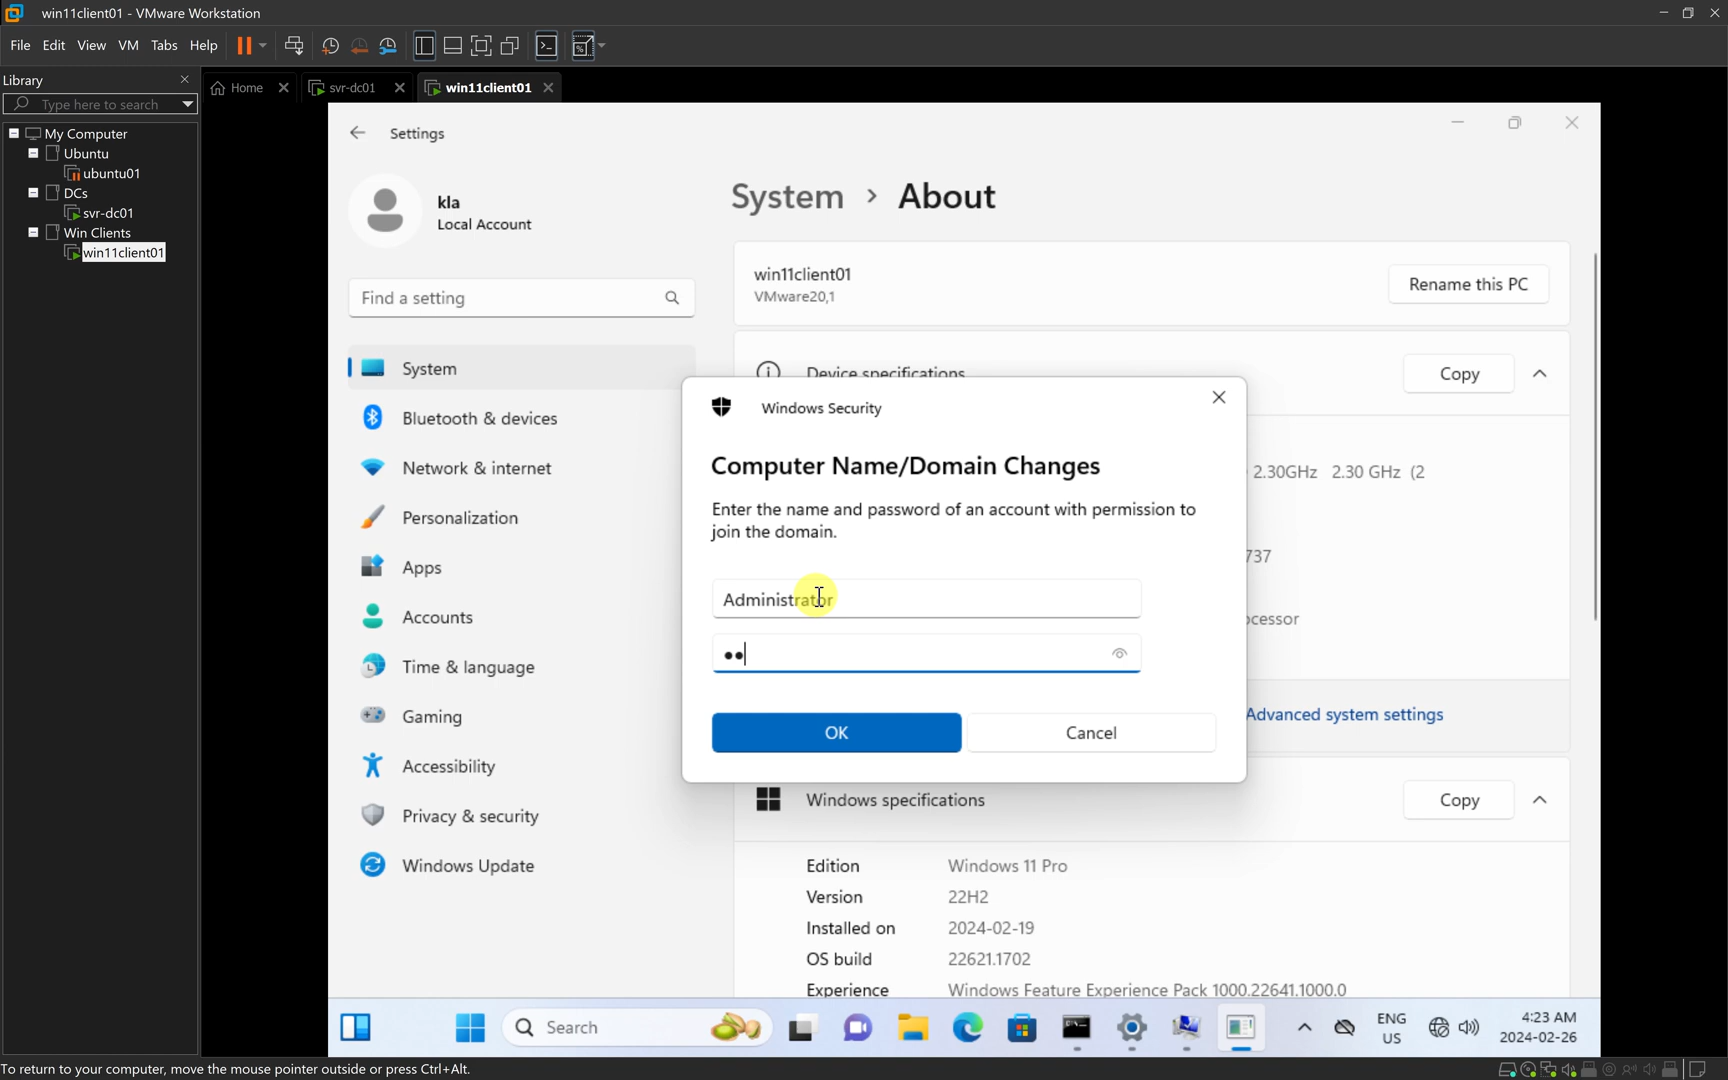 win11client01 - VMware Workstation
File Edit View VM Tabs Help
Library
Type here to search
Home
svr-dc01
win11client01
My Computer
Ubuntu
ubuntu01
DCs
svr-dc01
Win Clients
win11client01
Settings
kla
Local Account
Find a setting
System
Bluetooth & devices
Network & internet
Personalization
Apps
Accounts
Time & language
Gaming
Accessibility
Privacy & security
Windows Update
System > About
win11client01
VMware20,1
Rename this PC
Device specifications
Copy
2.30GHz 2.30 GHz (2
737
ocessor
Advanced system settings
Windows Security
Computer Name/Domain Changes
Enter the name and password of an account with permission to
join the domain.
Administrator
••
OK
Cancel
Windows specifications
Copy
Edition Windows 11 Pro
Version 22H2
Installed on 2024-02-19
OS build 22621.1702
Experience Windows Feature Experience Pack 1000.22641.1000.0
Search
ENG
US
4:23 AM
2024-02-26
To return to your computer, move the mouse pointer outside or press Ctrl+Alt.